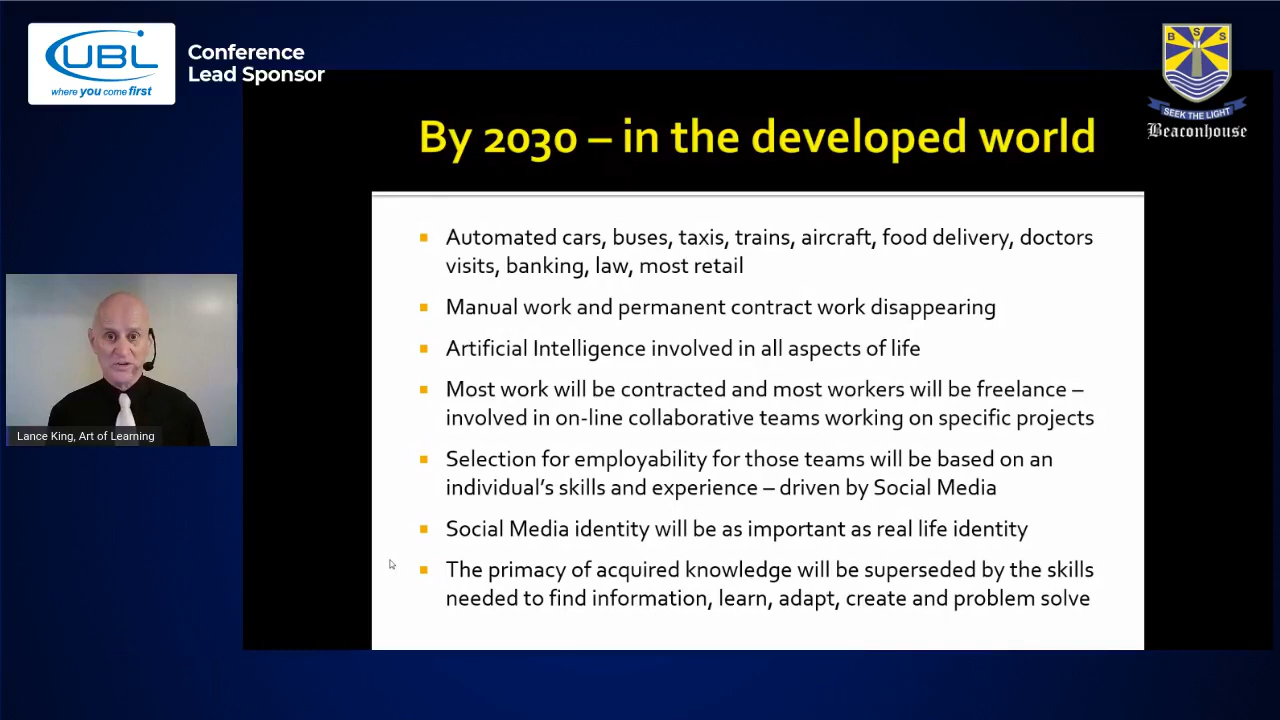 UBL
where you come first
Conference
Lead Sponsor
B S S
SEEK THE LIGHT
Beaconhouse
By 2030 – in the developed world
Automated cars, buses, taxis, trains, aircraft, food delivery, doctors
visits, banking, law, most retail
Manual work and permanent contract work disappearing
Artificial Intelligence involved in all aspects of life
Most work will be contracted and most workers will be freelance –
involved in on-line collaborative teams working on specific projects
Selection for employability for those teams will be based on an
individual's skills and experience – driven by Social Media
Social Media identity will be as important as real life identity
The primacy of acquired knowledge will be superseded by the skills
needed to find information, learn, adapt, create and problem solve
Lance King, Art of Learning